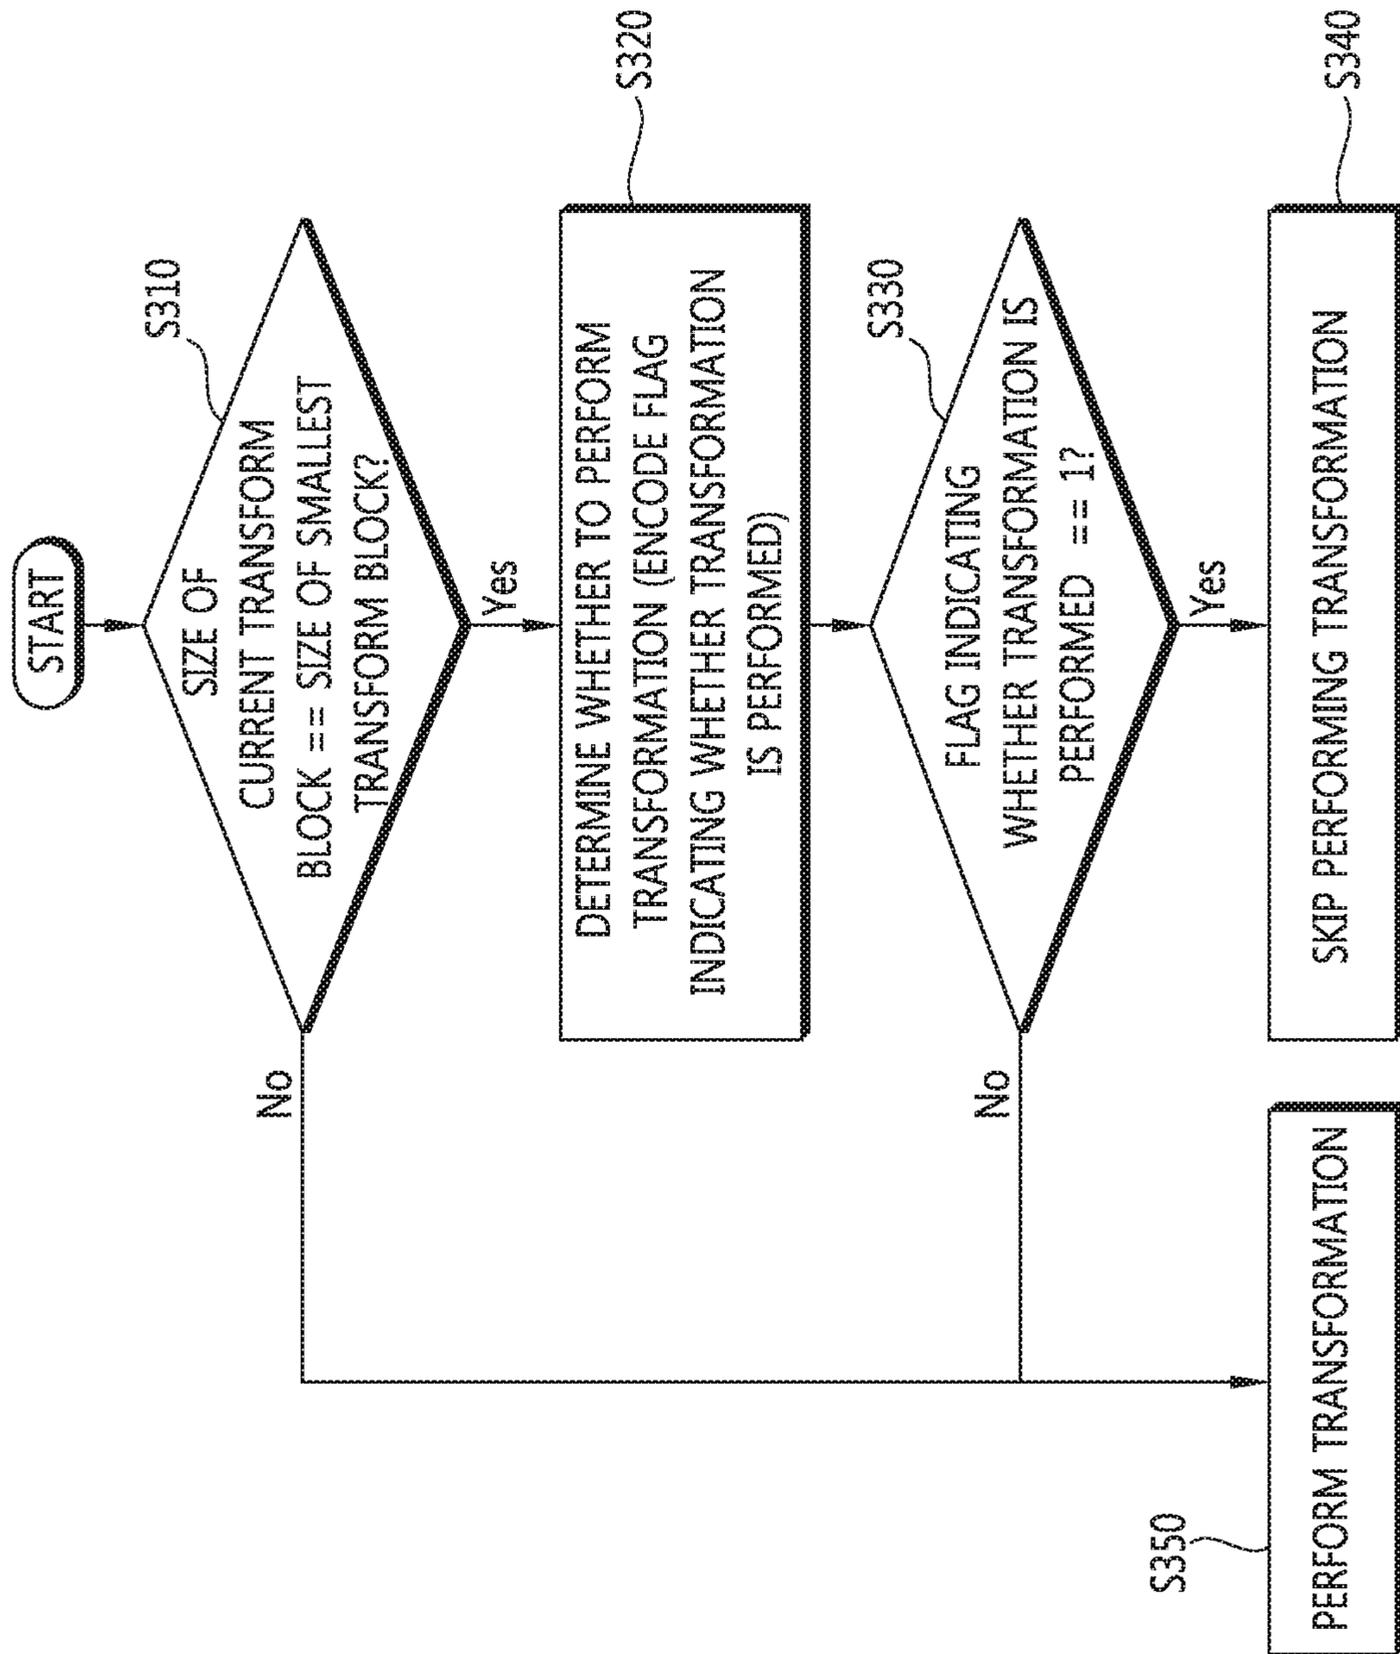 START
S310
SIZE OF
CURRENT TRANSFORM
BLOCK == SIZE OF SMALLEST
TRANSFORM BLOCK?
No
Yes
S320
DETERMINE WHETHER TO PERFORM
TRANSFORMATION (ENCODE FLAG
INDICATING WHETHER TRANSFORMATION
IS PERFORMED)
S330
FLAG INDICATING
WHETHER TRANSFORMATION IS
PERFORMED == 1?
No
Yes
S350
PERFORM TRANSFORMATION
S340
SKIP PERFORMING TRANSFORMATION